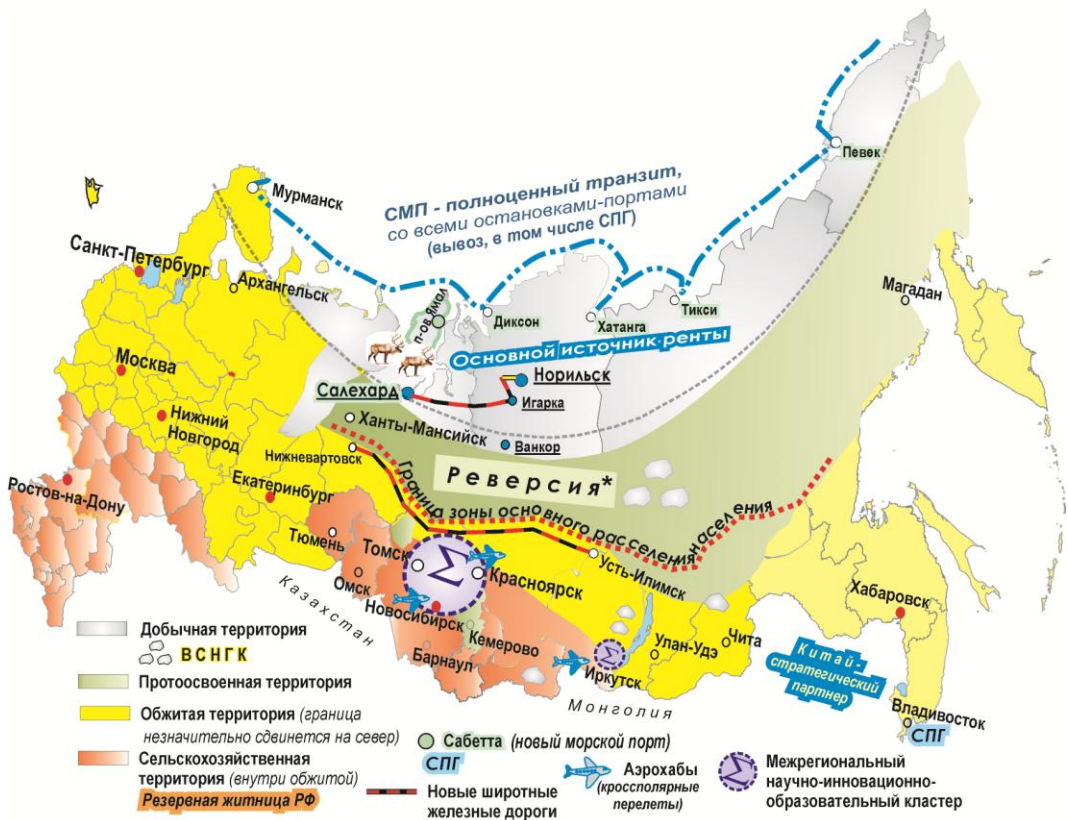 Певек
Мурманск
СМП - полноценный транзит,
со всеми остановками-портами
(вывоз, в том числе СПГ)
Санкт-Петербург
Архангельск
п-ов Ямал
Диксон
Хатанга
Тикси
Магадан
Основной источник ренты
Москва
Салехард
Норильск
Игарка
Нижний
Новгород
Ханты-Мансийск
Ванкор
Нижневартовск
Реверсия*
Граница зоны основного расселения населения
Ростов-на-Дону
Екатеринбург
Тюмень
Томск
Σ
Красноярск
Усть-Илимск
Омск
Новосибирск
Хабаровск
Казахстан
Кемерово
Барнаул
Σ
Иркутск
Улан-Удэ
Чита
Китай -
стратегический
партнер
Монголия
Владивосток
СПГ
Добычная территория
ВСНГК
Протоосвоенная территория
Обжитая территория (граница
незначительно сдвинется на север)
Сельскохозяйственная
территория (внутри обжитой)
Резервная житница РФ
Сабетта (новый морской порт)
СПГ
Новые широтные
железные дороги
Аэрохабы
(кроссполярные
перелеты)
Σ
Межрегиональный
научно-инновационно-
образовательный кластер